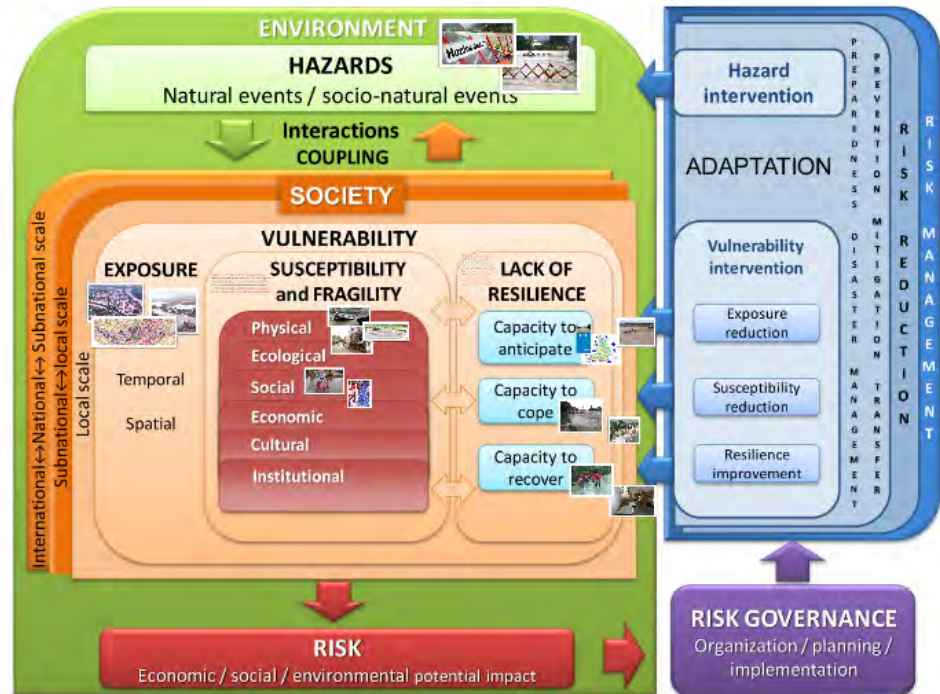 ENVIRONMENT
HAZARDS
Natural events / socio-natural events
Interactions
COUPLING
SOCIETY
International↔National↔Subnational scale
Subnational↔local scale
Local scale
VULNERABILITY
EXPOSURE
Temporal
Spatial
SUSCEPTIBILITY
and FRAGILITY
Physical
Ecological
Social
Economic
Cultural
Institutional
LACK OF
RESILIENCE
Capacity to
anticipate
Capacity to
cope
Capacity to
recover
RISK
Economic / social / environmental potential impact
Hazard
intervention
ADAPTATION
Vulnerability
intervention
Exposure
reduction
Susceptibility
reduction
Resilience
improvement
PREPAREDNESS DISASTER MANAGEMENT
PREVENTION MITIGATION TRANSFER
RISK REDUCTION
RISK MANAGEMENT
RISK GOVERNANCE
Organization / planning /
implementation